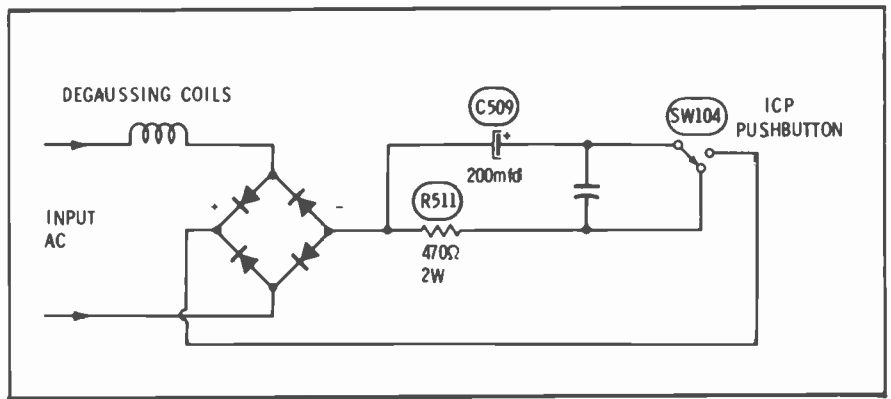 DEGAUSSING COILS
INPUT
AC
+
-
C509
+
200mfd
R511
470Ω
2W
SW104
ICP
PUSHBUTTON